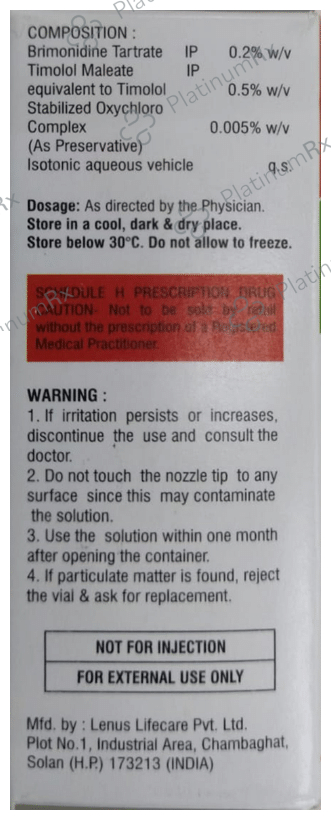 COMPOSITION :
Brimonidine Tartrate IP 0.2% w/v
Timolol Maleate IP
equivalent to Timolol 0.5% w/v
Stabilized Oxychloro
Complex 0.005% w/v
(As Preservative)
Isotonic aqueous vehicle q.s.
Dosage: As directed by the Physician.
Store in a cool, dark & dry place.
Store below 30°C. Do not allow to freeze.
SCHEDULE H PRESCRIPTION DRUG
CAUTION- Not to be sold by retail
without the prescription of a Registered
Medical Practitioner.
WARNING :
1. If irritation persists or increases,
discontinue the use and consult the
doctor.
2. Do not touch the nozzle tip to any
surface since this may contaminate
the solution.
3. Use the solution within one month
after opening the container.
4. If particulate matter is found, reject
the vial & ask for replacement.
NOT FOR INJECTION
FOR EXTERNAL USE ONLY
Mfd. by : Lenus Lifecare Pvt. Ltd.
Plot No.1, Industrial Area, Chambaghat,
Solan (H.P.) 173213 (INDIA)
PlatinumRx